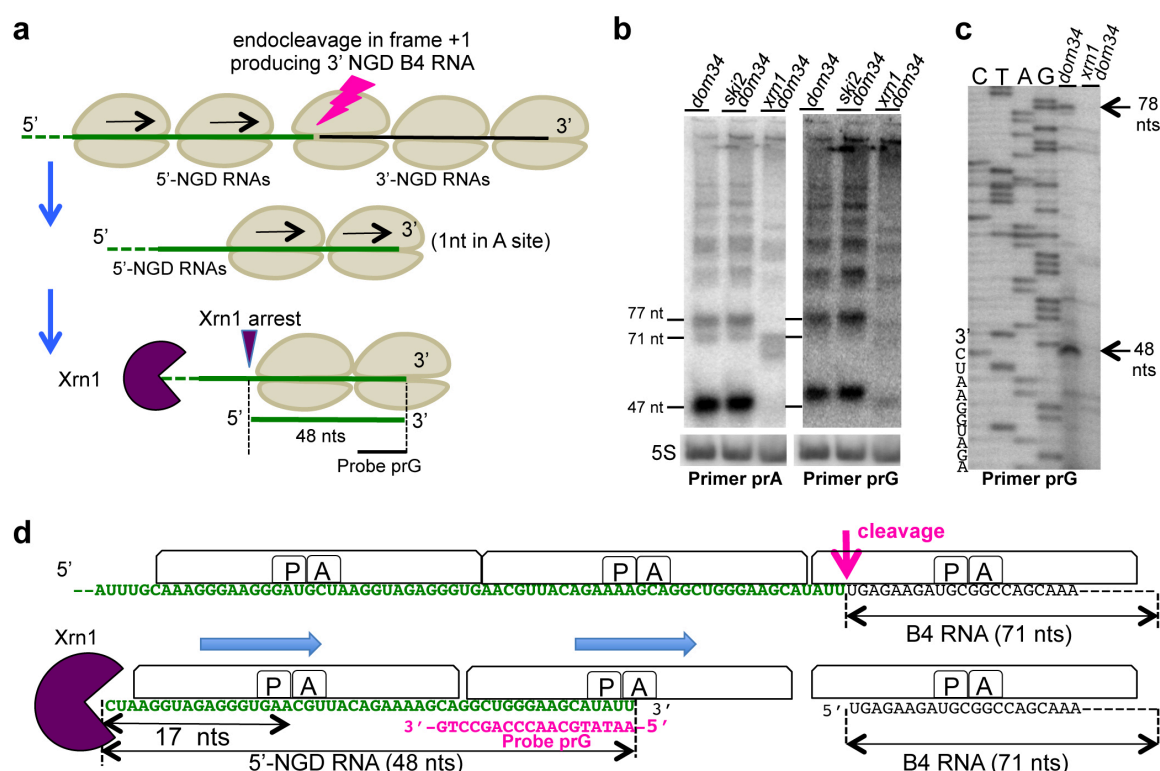 a
endocleavage in frame +1
producing 3’ NGD B4 RNA
5’
3’
5’-NGD RNAs
3’-NGD RNAs
5’
3’
(1nt in A site)
5’-NGD RNAs
Xrn1 arrest
Xrn1
3’
5’
3’
48 nts
Probe prG
b
dom34
ski2 dom34
xrn1 dom34
dom34
ski2 dom34
xrn1 dom34
77 nt
71 nt
47 nt
5S
Primer prA
Primer prG
c
dom34
xrn1 dom34
C T A G
78 nts
48 nts
3’
C
U
A
A
G
G
U
A
G
A
Primer prG
d
cleavage
5’
P A
P A
P A
--AUUUGCAAAGGGAAGGGAUGCUAAGGUAGAGGGUGAACGUUACAGAAAAGCAGGCUGGGAAGCAUAUUUGAGAAGAUGCGGCCAGCAAA
B4 RNA (71 nts)
Xrn1
P A
P A
P A
CUAAGGUAGAGGGUGAACGUUACAGAAAAGCAGGCUGGGAAGCAUAUU 3’
5’ UGAGAAGAUGCGGCCAGCAAA
17 nts
3’-GTCCGACCCAACGTATAA-5’
Probe prG
5’-NGD RNA (48 nts)
B4 RNA (71 nts)